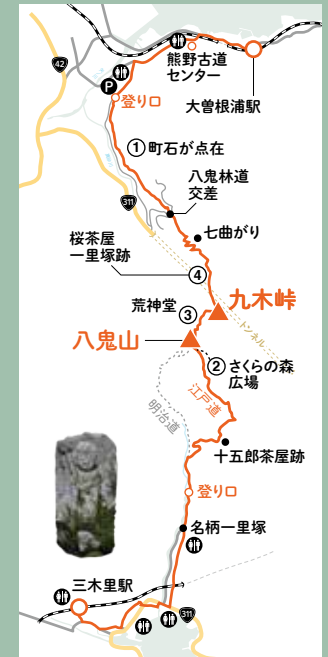 熊野古道
センター
42
大曽根浦駅
P
登り口
①町石が点在
八鬼林道
交差
311
七曲がり
桜茶屋
一里塚跡
④
九木峠
荒神堂
③
トンネル
八鬼山
②さくらの森
広場
江戸道
明治道
十五郎茶屋跡
登り口
名柄一里塚
三木里駅
311